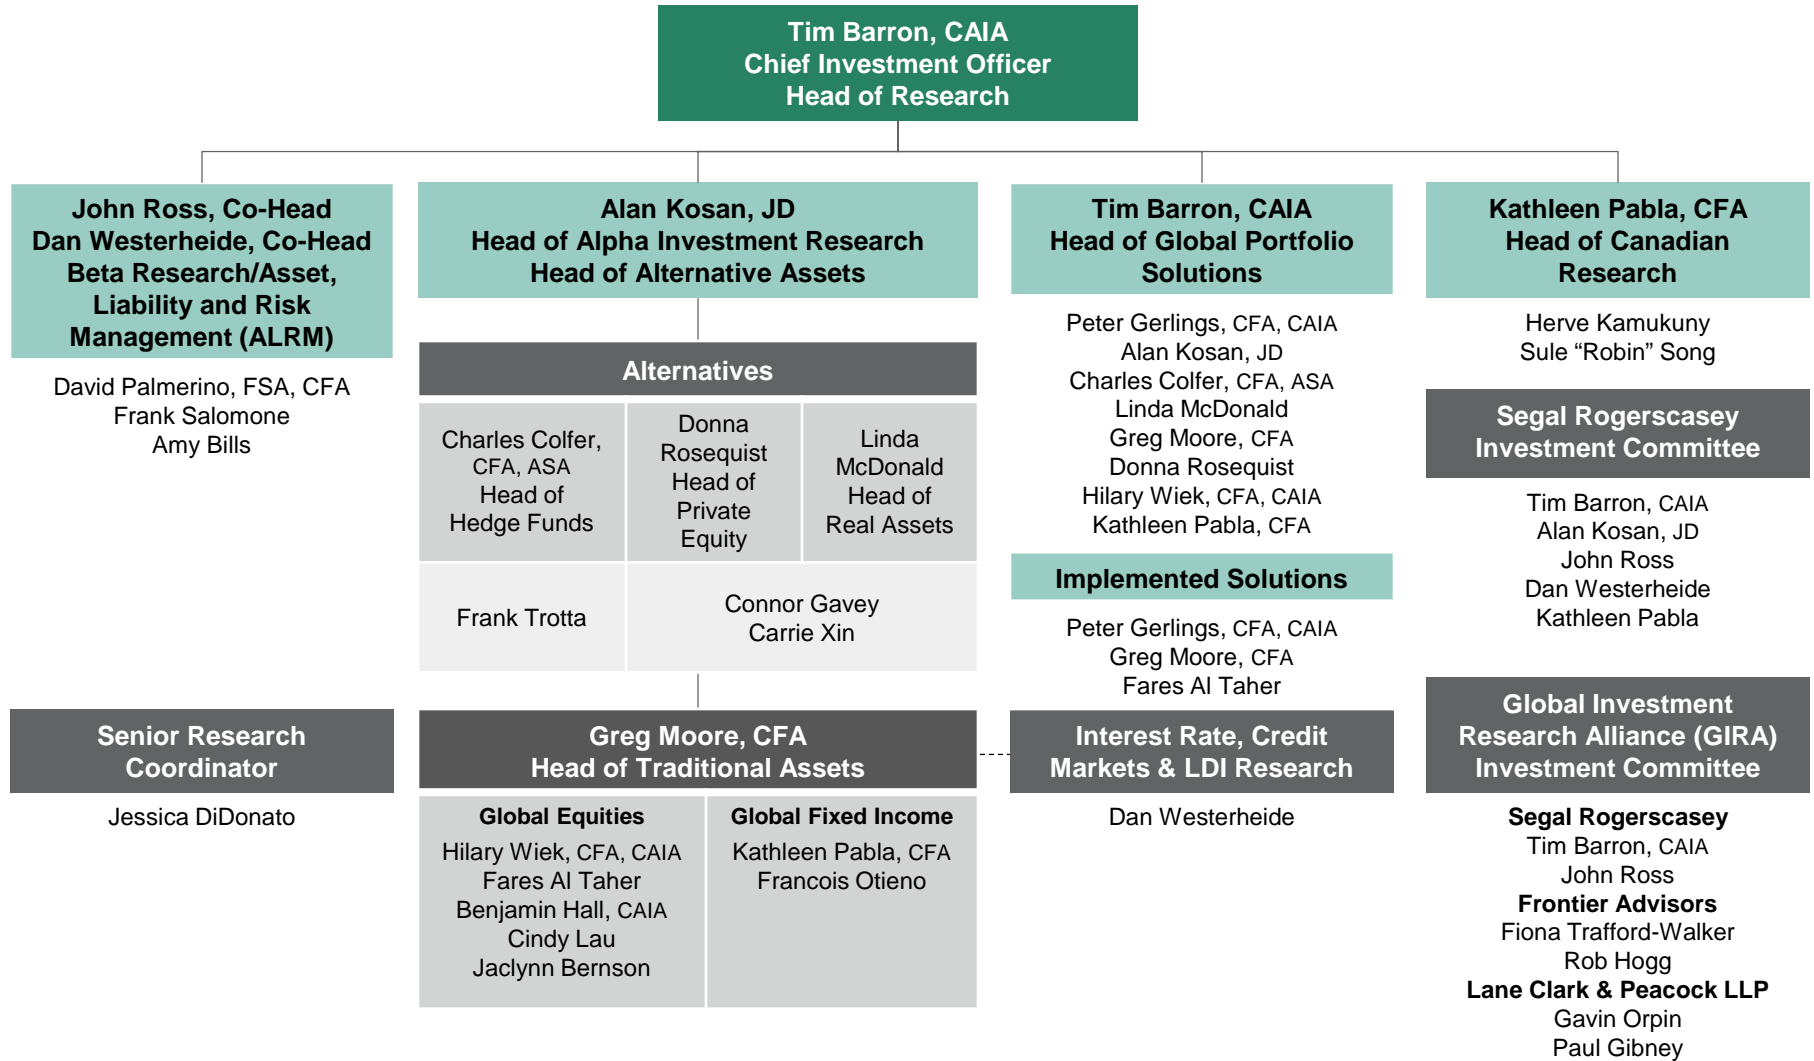 Tim Barron, CAIA
Chief Investment Officer
Head of Research
John Ross, Co-Head
Dan Westerheide, Co-Head
Beta Research/Asset,
Liability and Risk
Management (ALRM)
David Palmerino, FSA, CFA
Frank Salomone
Amy Bills
Senior Research
Coordinator
Jessica DiDonato
Alan Kosan, JD
Head of Alpha Investment Research
Head of Alternative Assets
Alternatives
Charles Colfer,
CFA, ASA
Head of
Hedge Funds
Donna
Rosequist
Head of
Private
Equity
Linda
McDonald
Head of
Real Assets
Frank Trotta
Connor Gavey
Carrie Xin
Greg Moore, CFA
Head of Traditional Assets
Global Equities
Hilary Wiek, CFA, CAIA
Fares Al Taher
Benjamin Hall, CAIA
Cindy Lau
Jaclynn Bernson
Global Fixed Income
Kathleen Pabla, CFA
Francois Otieno
Tim Barron, CAIA
Head of Global Portfolio
Solutions
Peter Gerlings, CFA, CAIA
Alan Kosan, JD
Charles Colfer, CFA, ASA
Linda McDonald
Greg Moore, CFA
Donna Rosequist
Hilary Wiek, CFA, CAIA
Kathleen Pabla, CFA
Implemented Solutions
Peter Gerlings, CFA, CAIA
Greg Moore, CFA
Fares Al Taher
Interest Rate, Credit
Markets & LDI Research
Dan Westerheide
Kathleen Pabla, CFA
Head of Canadian
Research
Herve Kamukuny
Sule “Robin” Song
Segal Rogerscasey
Investment Committee
Tim Barron, CAIA
Alan Kosan, JD
John Ross
Dan Westerheide
Kathleen Pabla
Global Investment
Research Alliance (GIRA)
Investment Committee
Segal Rogerscasey
Tim Barron, CAIA
John Ross
Frontier Advisors
Fiona Trafford-Walker
Rob Hogg
Lane Clark & Peacock LLP
Gavin Orpin
Paul Gibney